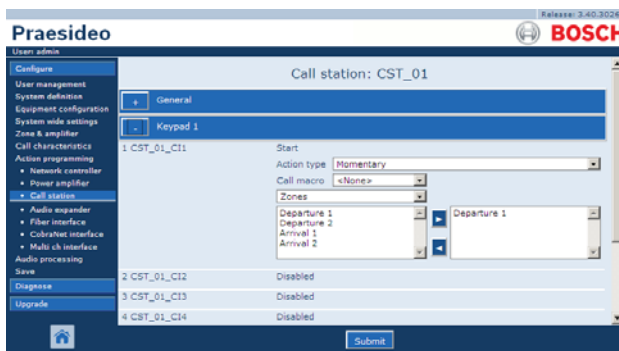 Release: 3.40.3024
Praesideo
BOSCH
User: admin
Configure
User management
System definition
Equipment configuration
System wide settings
Zone & amplifier
Call characteristics
Action programming
• Network controller
• Power amplifier
• Call station
• Audio expander
• Fiber interface
• CobraNet interface
• Multi ch interface
Audio processing
Save
Diagnose
Upgrade
Call station: CST_01
+ General
- Keypad 1
1 CST_01_CI1 Start
Action type Momentary
Call macro <None>
Zones
Departure 1
Departure 2
Arrival 1
Arrival 2
Departure 1
2 CST_01_CI2 Disabled
3 CST_01_CI3 Disabled
4 CST_01_CI4 Disabled
Submit